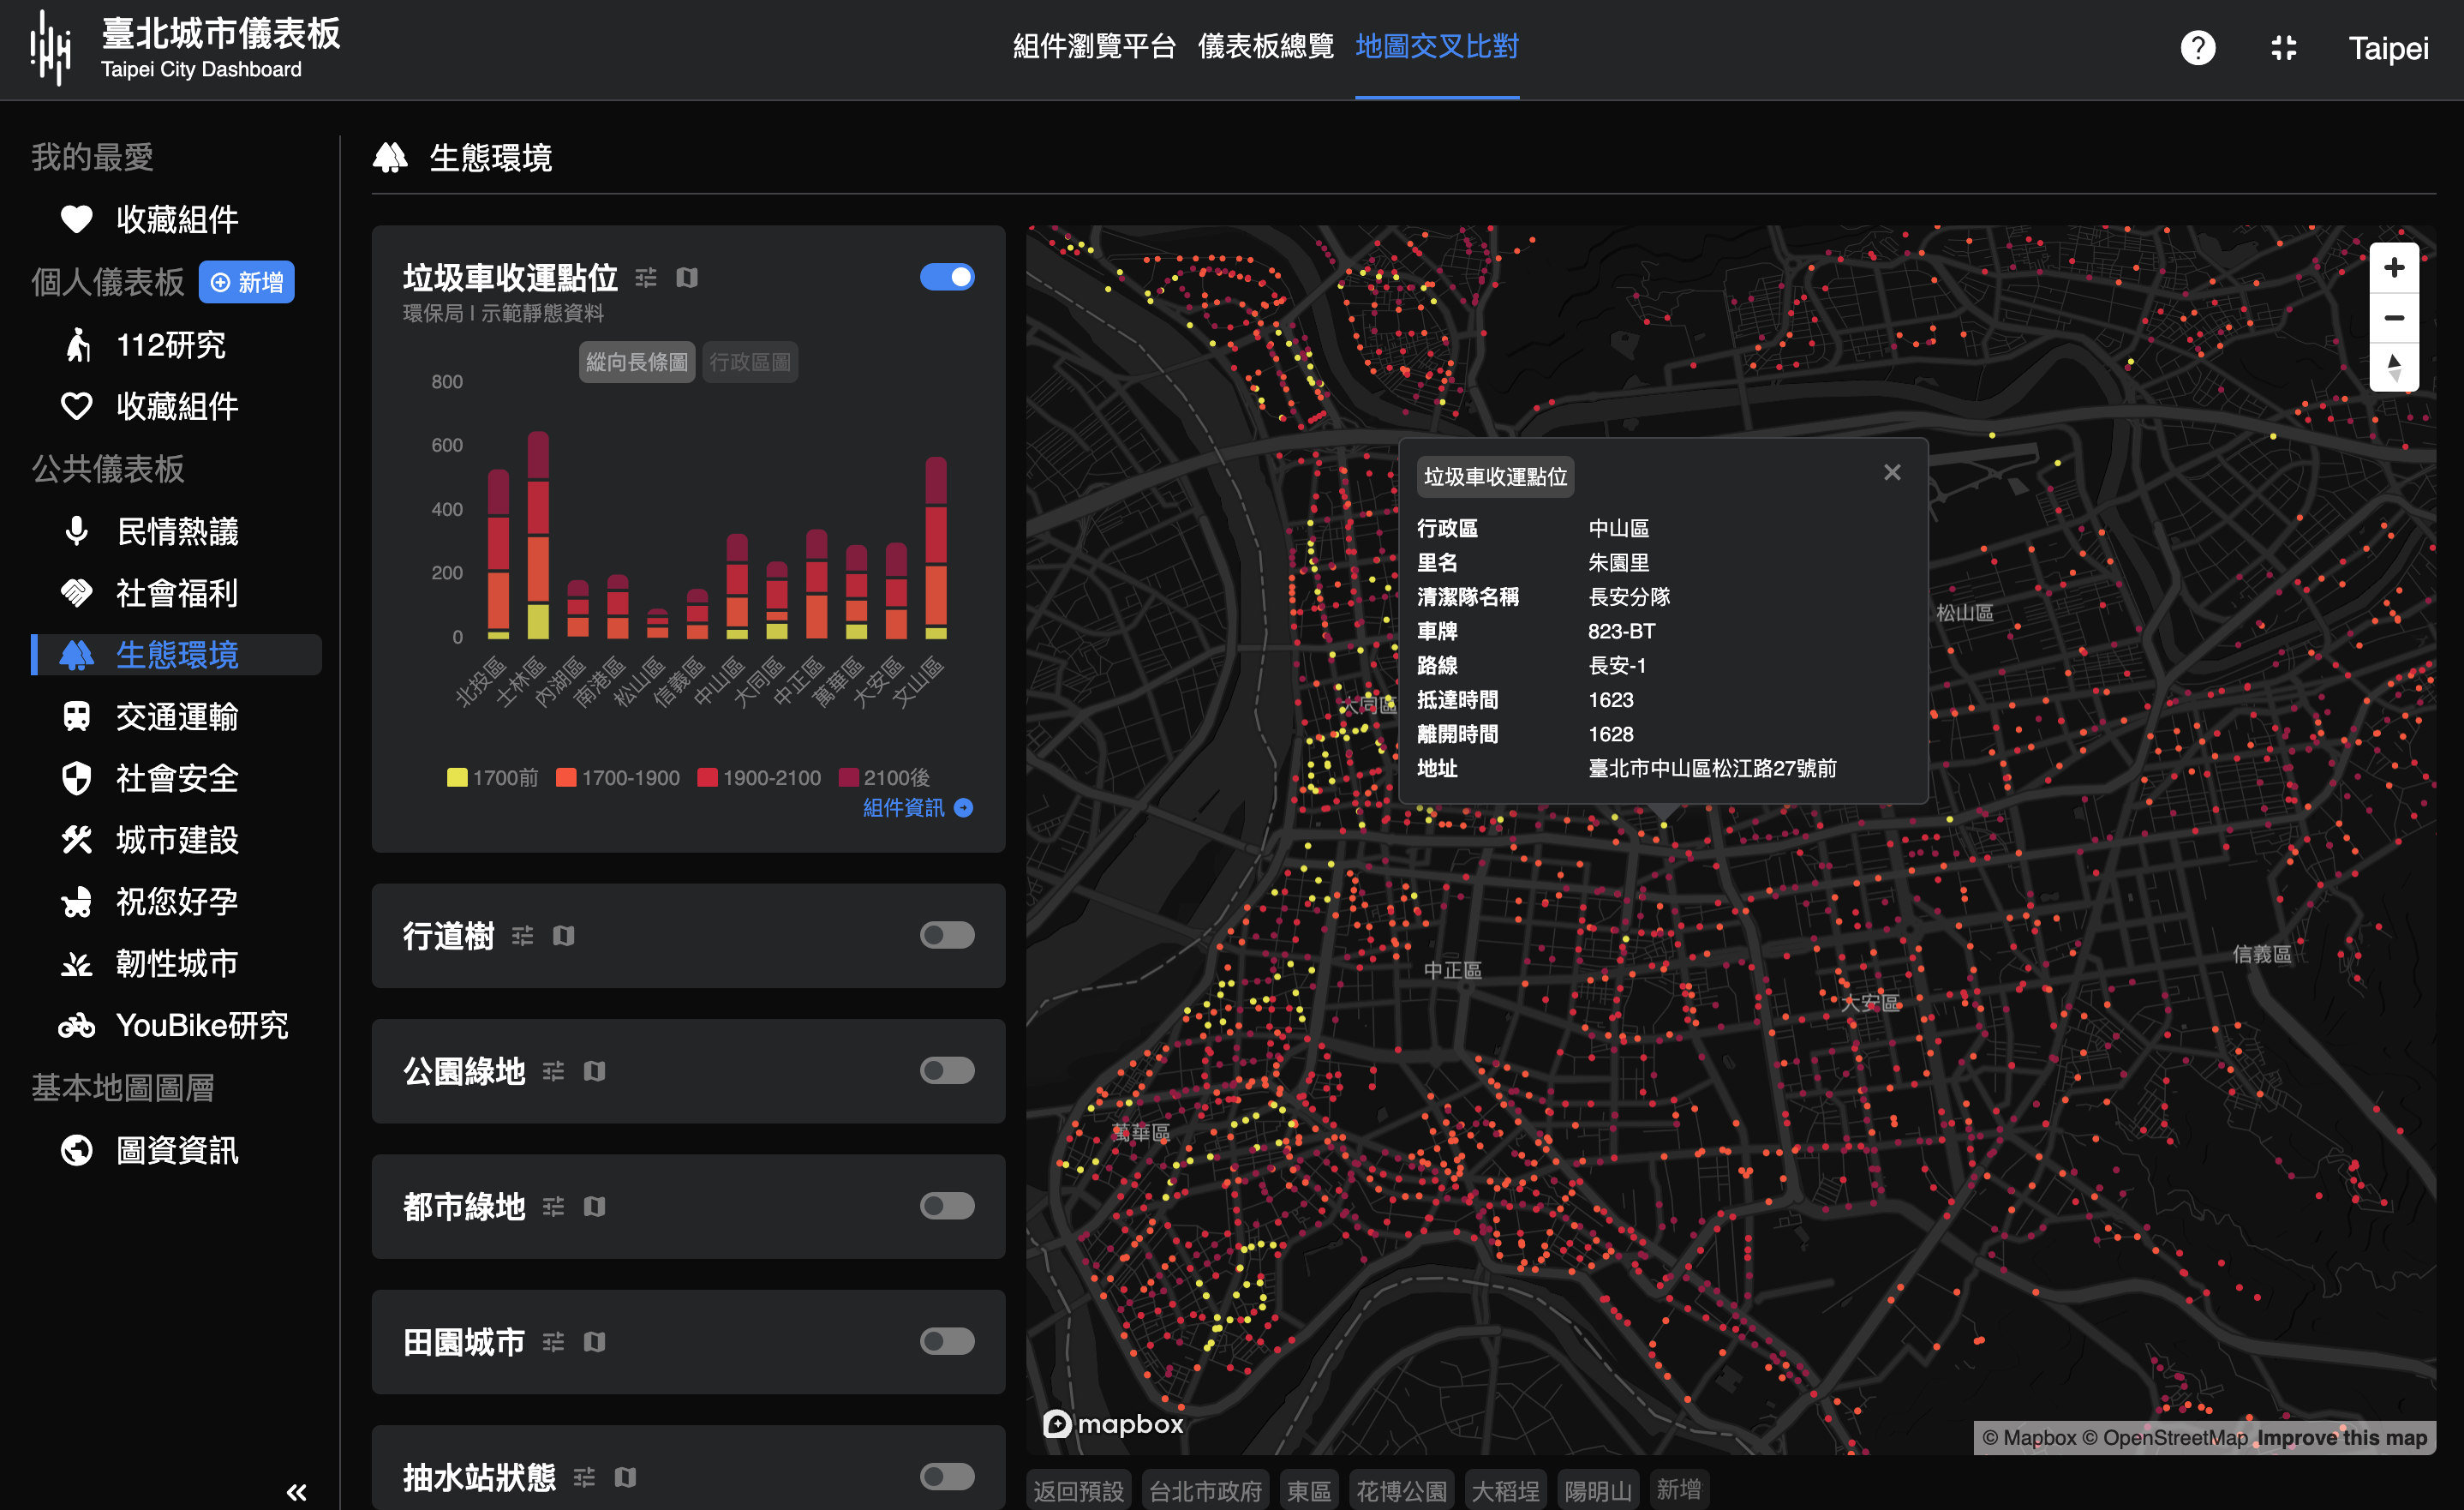 臺北城市儀表板
Taipei City Dashboard
組件瀏覽平台 儀表板總覽 地圖交叉比對
Taipei
我的最愛
收藏組件
個人儀表板 新增
112研究
收藏組件
公共儀表板
民情熱議
社會福利
生態環境
交通運輸
社會安全
城市建設
祝您好孕
韌性城市
YouBike研究
基本地圖圖層
圖資資訊
生態環境
垃圾車收運點位
環保局 | 示範靜態資料
縱向長條圖 行政區圖
800
600
400
200
0
北投區 士林區 內湖區 南港區 松山區 信義區 中山區 大同區 中正區 萬華區 大安區 文山區
1700前 1700-1900 1900-2100 2100後
組件資訊
行道樹
公園綠地
都市綠地
田園城市
抽水站狀態
垃圾車收運點位
行政區 中山區
里名 朱園里
清潔隊名稱 長安分隊
車牌 823-BT
路線 長安-1
抵達時間 1623
離開時間 1628
地址 臺北市中山區松江路27號前
松山區
大同區
信義區
中正區
大安區
萬華區
mapbox
© Mapbox © OpenStreetMap Improve this map
返回預設 台北市政府 東區 花博公園 大稻埕 陽明山 新增